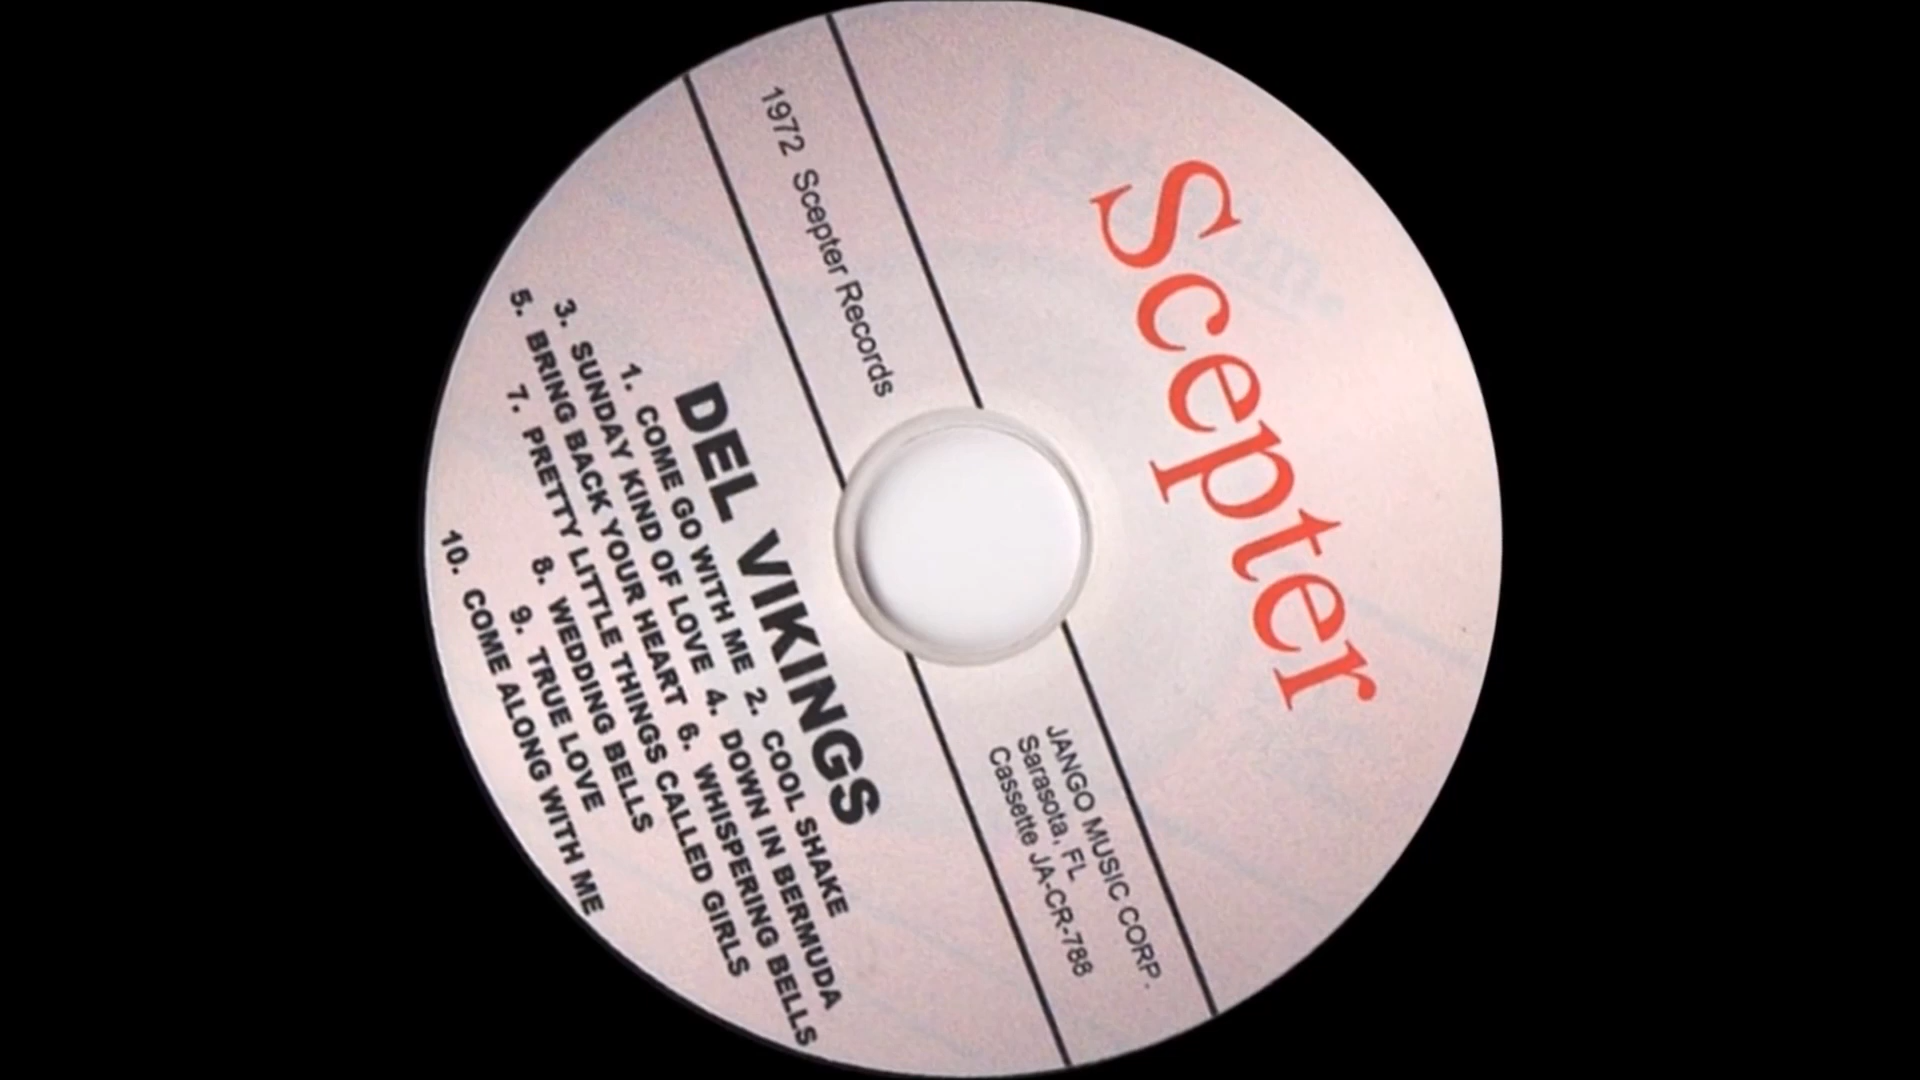 Scepter
1972 Scepter Records
JANGO MUSIC CORP.
Sarasota, FL
Cassette JA-CR-788
DEL VIKINGS
1. COME GO WITH ME 2. COOL SHAKE
3. SUNDAY KIND OF LOVE 4. DOWN IN BERMUDA
5. BRING BACK YOUR HEART 6. WHISPERING BELLS
7. PRETTY LITTLE THINGS CALLED GIRLS
8. WEDDING BELLS
9. TRUE LOVE
10. COME ALONG WITH ME